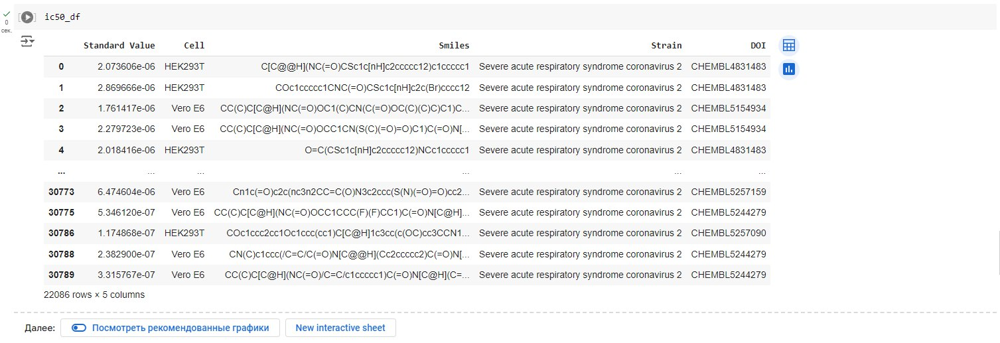 0
сек.
ic50_df
Standard Value Cell Smiles Strain DOI
0 2.073606e-06 HEK293T C[C@@H](NC(=O)CSc1c[nH]c2ccccc12)c1ccccc1 Severe acute respiratory syndrome coronavirus 2 CHEMBL4831483
1 2.869666e-06 HEK293T COc1ccccc1CNC(=O)CSc1c[nH]c2c(Br)cccc12 Severe acute respiratory syndrome coronavirus 2 CHEMBL4831483
2 1.761417e-06 Vero E6 CC(C)C[C@H](NC(=O)OC1(C)CN(C(=O)OC(C)(C)C)C1)C... Severe acute respiratory syndrome coronavirus 2 CHEMBL5154934
3 2.279723e-06 Vero E6 CC(C)C[C@H](NC(=O)OCC1CN(S(C)(=O)=O)C1)C(=O)N[... Severe acute respiratory syndrome coronavirus 2 CHEMBL5154934
4 2.018416e-06 HEK293T O=C(CSc1c[nH]c2ccccc12)NCc1ccccc1 Severe acute respiratory syndrome coronavirus 2 CHEMBL4831483
... ... ... ... ... ...
30773 6.474604e-06 Vero E6 Cn1c(=O)c2c(nc3n2CC=C(O)N3c2ccc(S(N)(=O)=O)cc2... Severe acute respiratory syndrome coronavirus 2 CHEMBL5257159
30775 5.346120e-07 Vero E6 CC(C)C[C@H](NC(=O)OCC1CCC(F)(F)CC1)C(=O)N[C@H]... Severe acute respiratory syndrome coronavirus 2 CHEMBL5244279
30786 1.174868e-07 HEK293T COc1ccc2cc1Oc1ccc(cc1)C[C@H]1c3cc(c(OC)cc3CCN1... Severe acute respiratory syndrome coronavirus 2 CHEMBL5257090
30788 2.382900e-07 Vero E6 CN(C)c1ccc(/C=C/C(=O)N[C@@H](Cc2ccccc2)C(=O)N[... Severe acute respiratory syndrome coronavirus 2 CHEMBL5244279
30789 3.315767e-07 Vero E6 CC(C)C[C@H](NC(=O)/C=C/c1ccccc1)C(=O)N[C@H](C=... Severe acute respiratory syndrome coronavirus 2 CHEMBL5244279
22086 rows × 5 columns
Далее: Посмотреть рекомендованные графики New interactive sheet